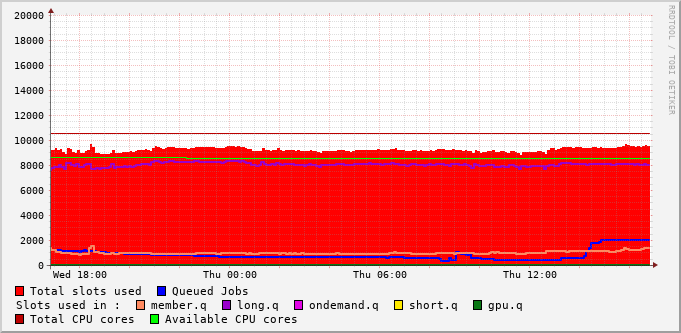 20000
18000
16000
14000
12000
10000
8000
6000
4000
2000
0
Wed 18:00 Thu 00:00 Thu 06:00 Thu 12:00
RRDTOOL / TOBI OETIKER
Total slots used Queued Jobs
Slots used in : member.q long.q ondemand.q short.q gpu.q
Total CPU cores Available CPU cores